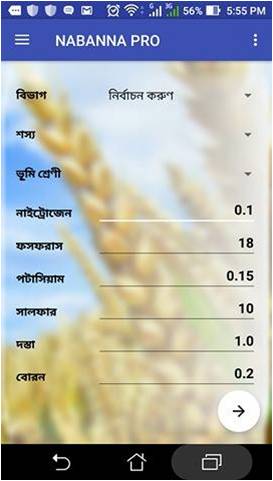 56% 5:55 PM
NABANNA PRO
বিভাগ নির্বাচন করুণ
শস্য
ভূমি শ্রেণী
নাইট্রোজেন 0.1
ফসফরাস 18
পটাসিয়াম 0.15
সালফার 10
দস্তা 1.0
বোরন 0.2